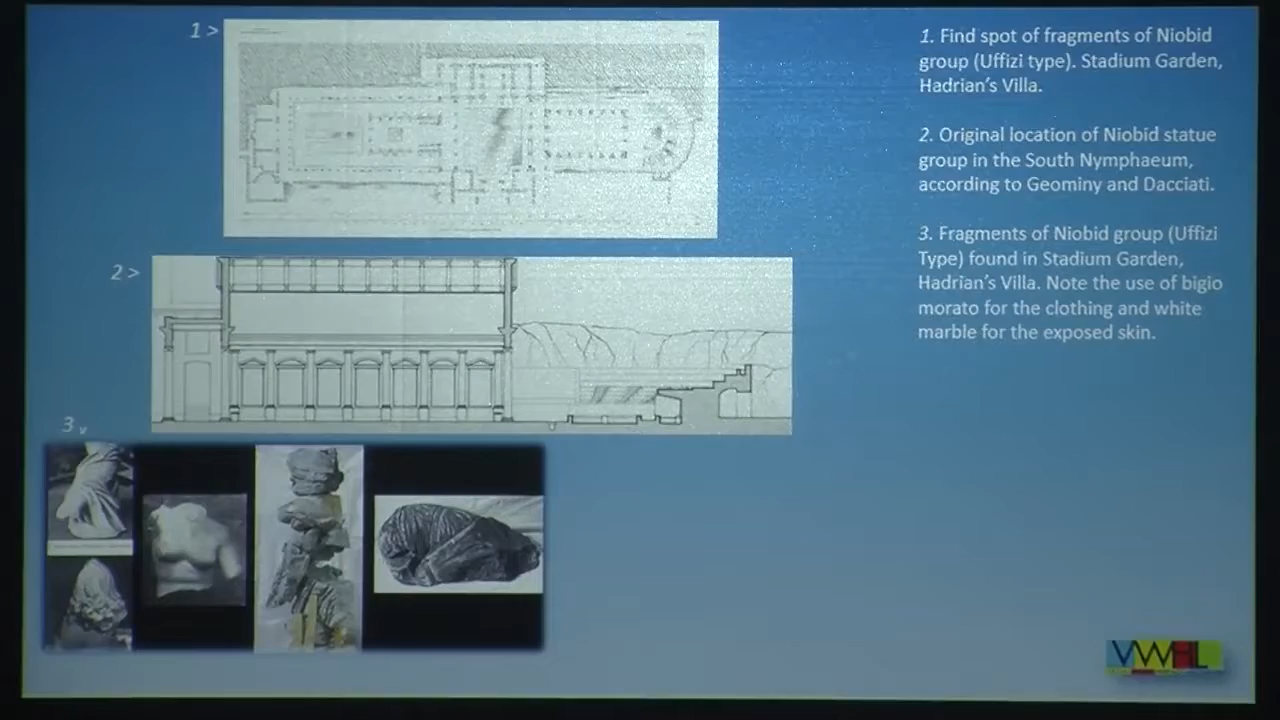 1 >
1. Find spot of fragments of Niobid
group (Uffizi type). Stadium Garden,
Hadrian's Villa.
2. Original location of Niobid statue
group in the South Nymphaeum,
according to Geominy and Dacciati.
2 >
3. Fragments of Niobid group (Uffizi
Type) found in Stadium Garden,
Hadrian's Villa. Note the use of bigio
morato for the clothing and white
marble for the exposed skin.
3 v
VWHL